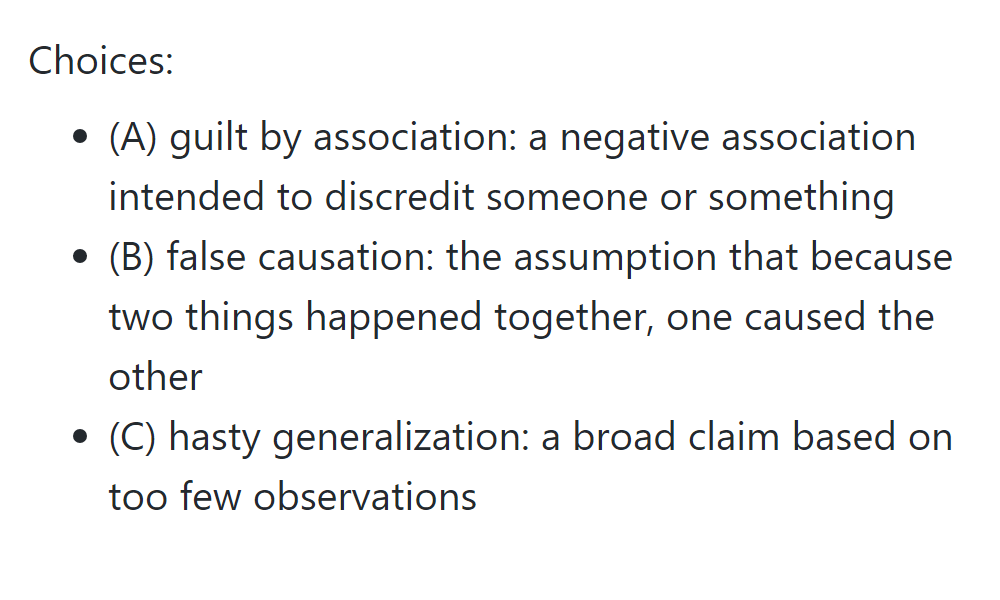 Choices:
• (A) guilt by association: a negative association
intended to discredit someone or something
• (B) false causation: the assumption that because
two things happened together, one caused the
other
• (C) hasty generalization: a broad claim based on
too few observations